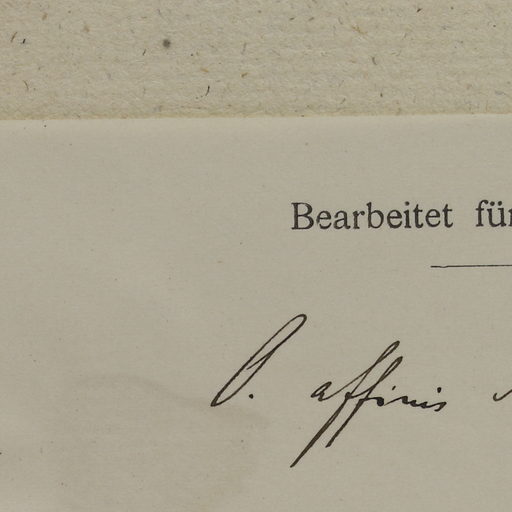 Bearbeitet für
P. affinis